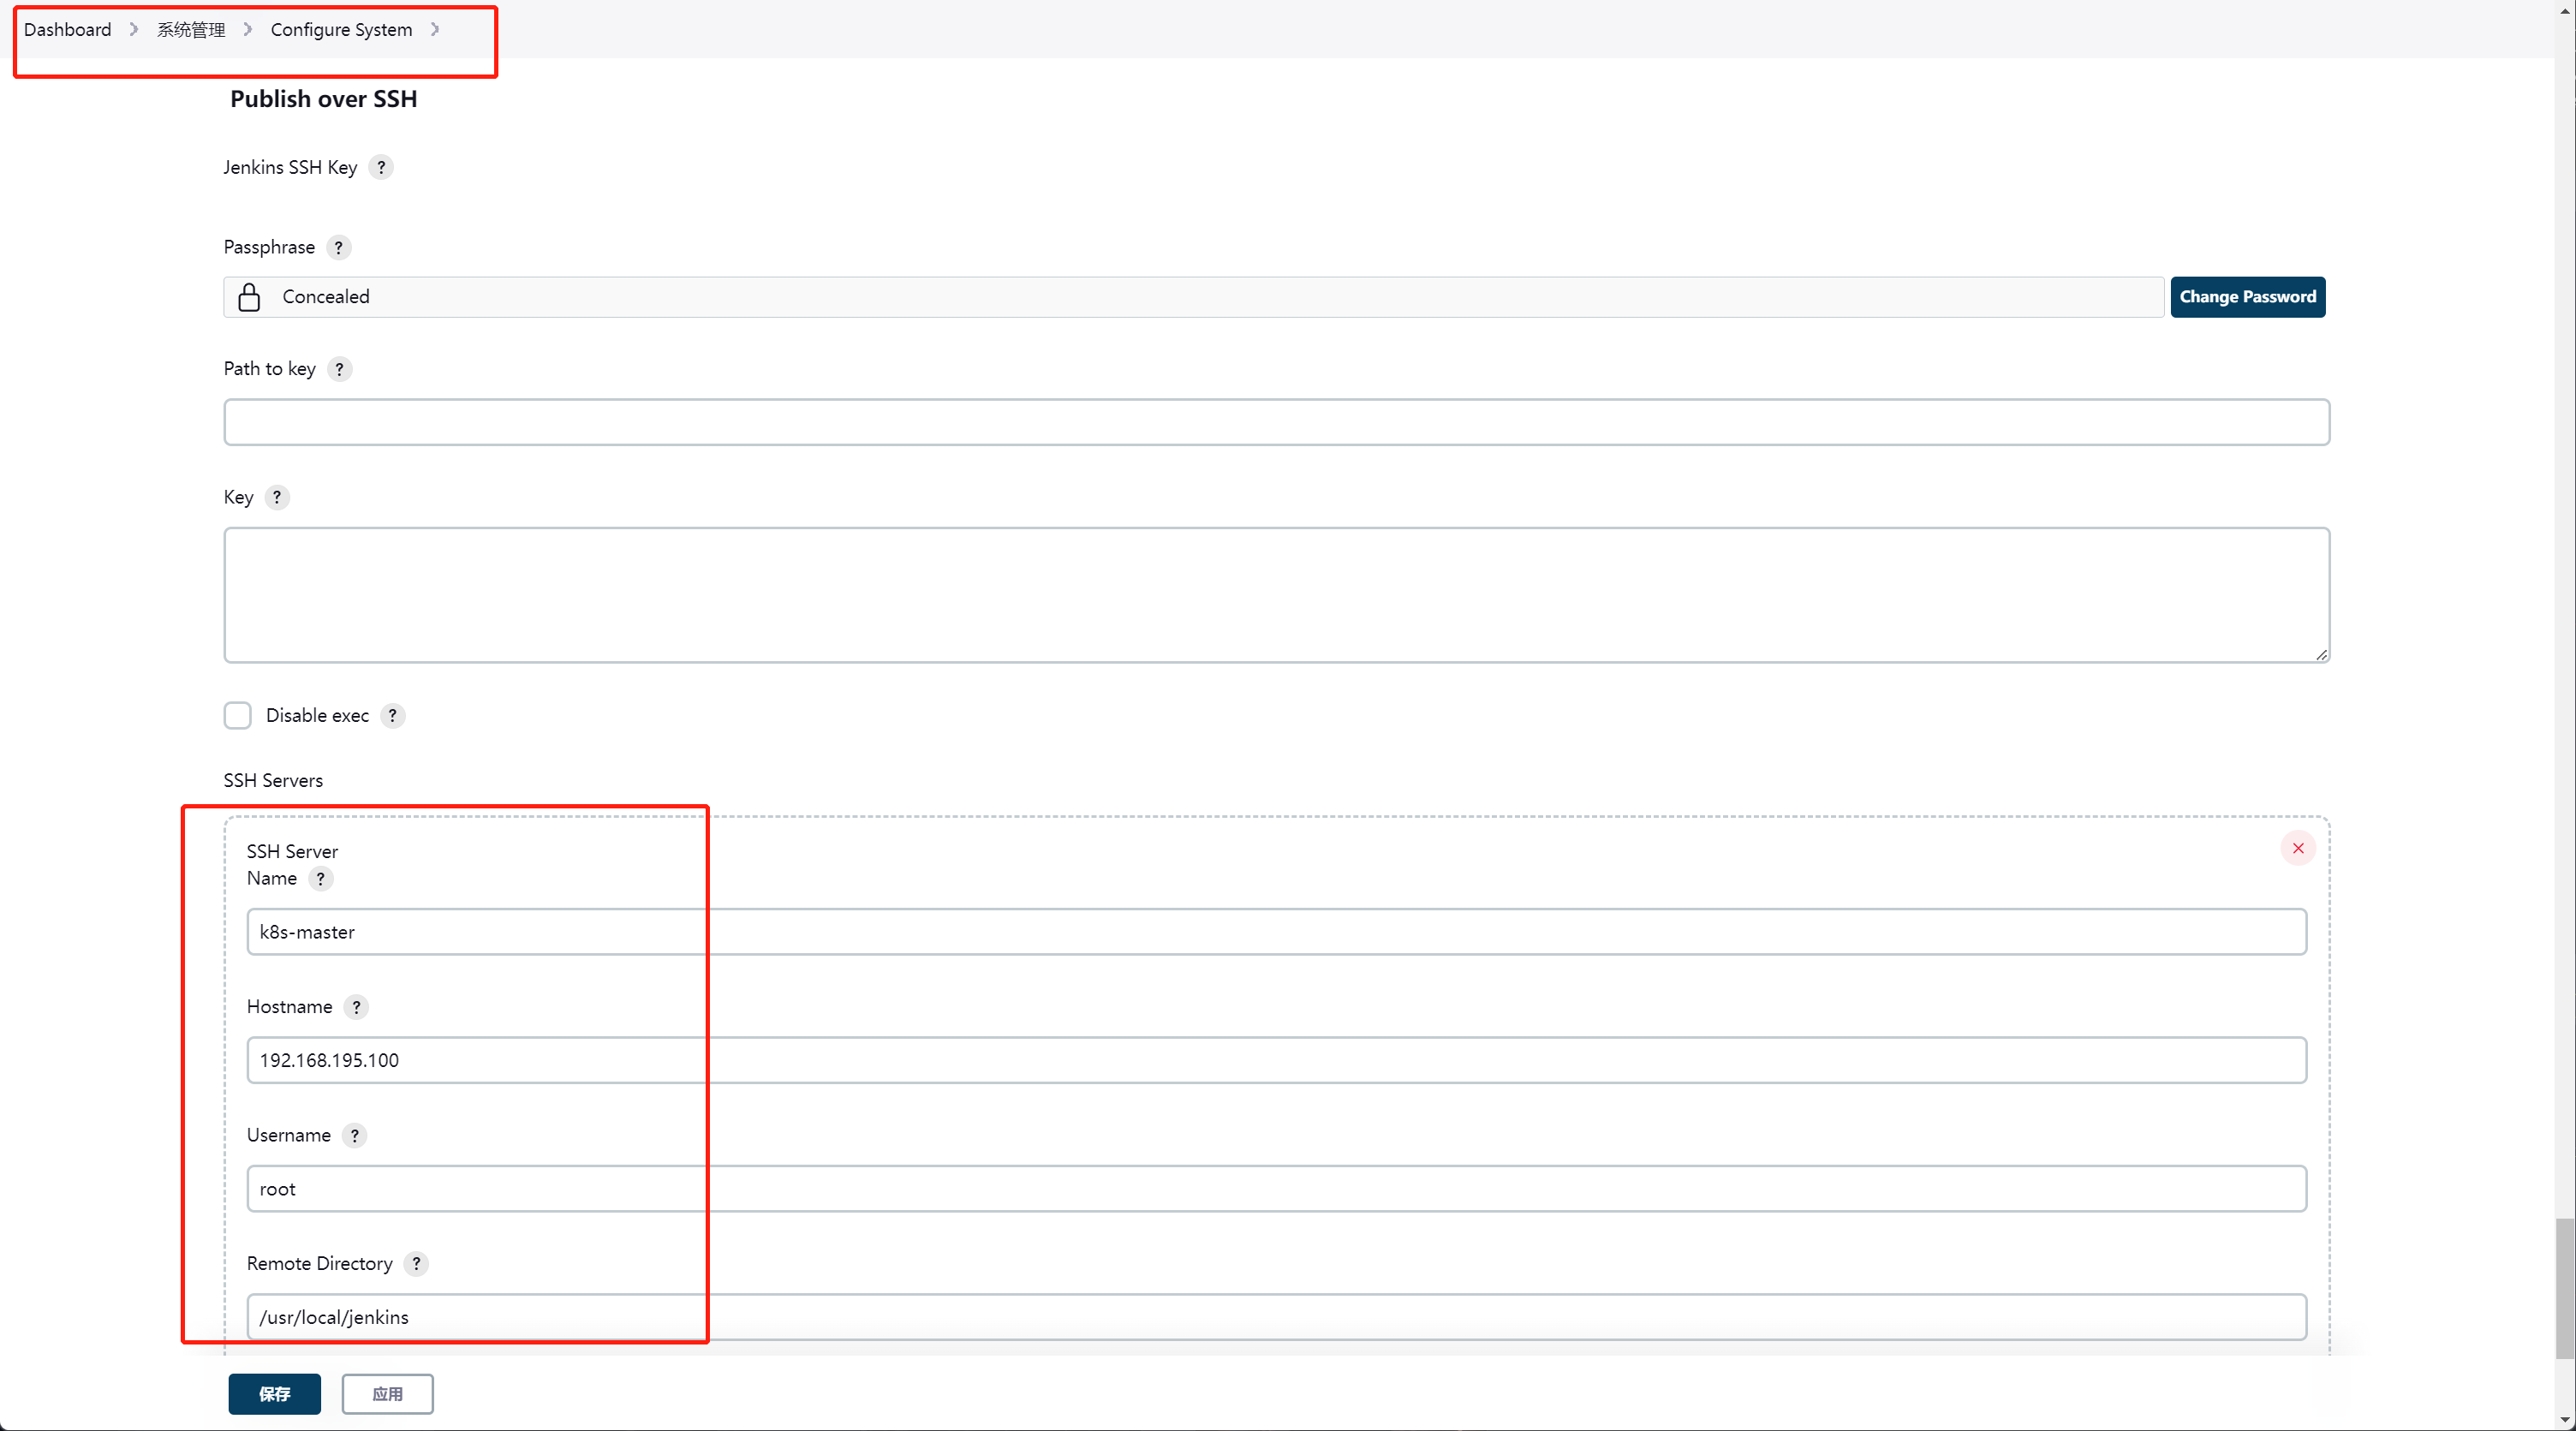 Dashboard > 系统管理 > Configure System >
Publish over SSH
Jenkins SSH Key ?
Passphrase ?
Concealed
Change Password
Path to key ?
Key ?
Disable exec ?
SSH Servers
SSH Server
Name ?
k8s-master
Hostname ?
192.168.195.100
Username ?
root
Remote Directory ?
/usr/local/jenkins
保存 应用